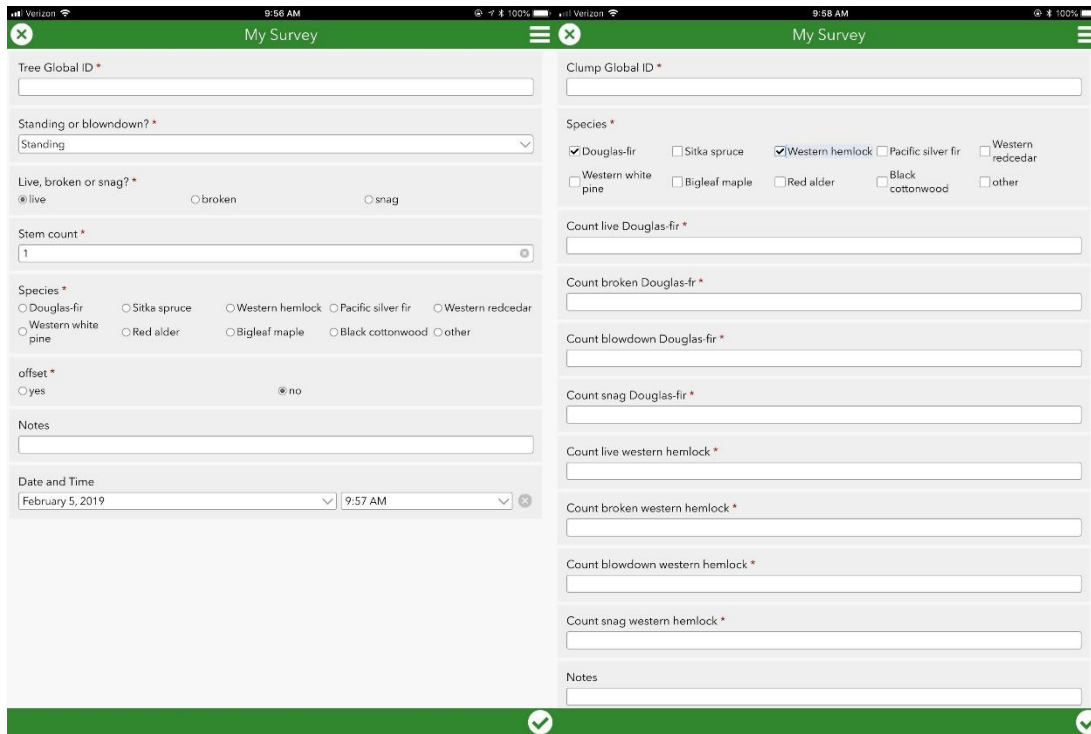 Verizon 9:56 AM 100%
My Survey
Tree Global ID *
Standing or blowdown? *
Standing
Live, broken or snag? *
live broken snag
Stem count *
1
Species *
Douglas-fir Sitka spruce Western hemlock Pacific silver fir Western redcedar
Western white pine Red alder Bigleaf maple Black cottonwood other
offset *
yes no
Notes
Date and Time
February 5, 2019 9:57 AM
Verizon 9:58 AM 100%
My Survey
Clump Global ID *
Species *
Douglas-fir Sitka spruce Western hemlock Pacific silver fir Western redcedar
Western white pine Bigleaf maple Red alder Black cottonwood other
Count live Douglas-fir *
Count broken Douglas-fr *
Count blowdown Douglas-fir *
Count snag Douglas-fir *
Count live western hemlock *
Count broken western hemlock *
Count blowdown western hemlock *
Count snag western hemlock *
Notes